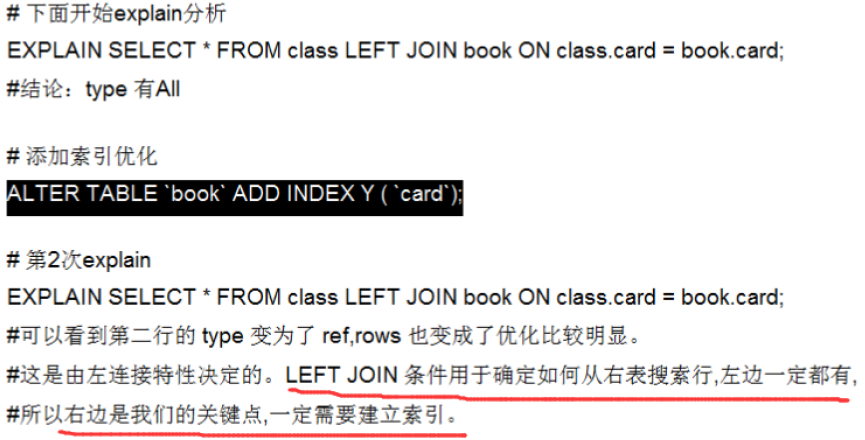 # 下面开始explain分析
EXPLAIN SELECT * FROM class LEFT JOIN book ON class.card = book.card;
#结论：type 有All
# 添加索引优化
ALTER TABLE `book` ADD INDEX Y ( `card`);
# 第2次explain
EXPLAIN SELECT * FROM class LEFT JOIN book ON class.card = book.card;
#可以看到第二行的 type 变为了 ref,rows 也变成了优化比较明显。
#这是由左连接特性决定的。LEFT JOIN 条件用于确定如何从右表搜索行,左边一定都有,
#所以右边是我们的关键点,一定需要建立索引。